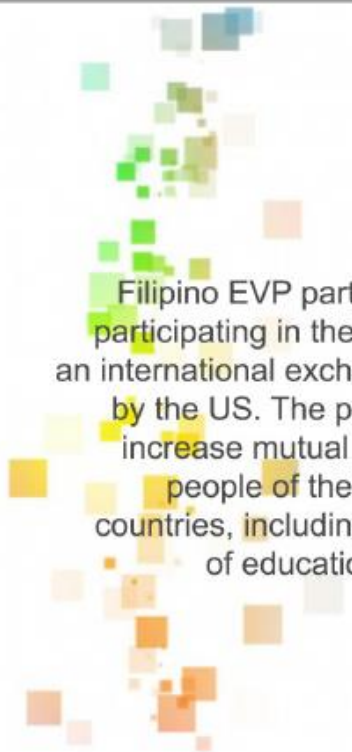 Filipino EVP part
participating in the
an international exch
by the US. The p
increase mutual
people of the
countries, includin
of educatio